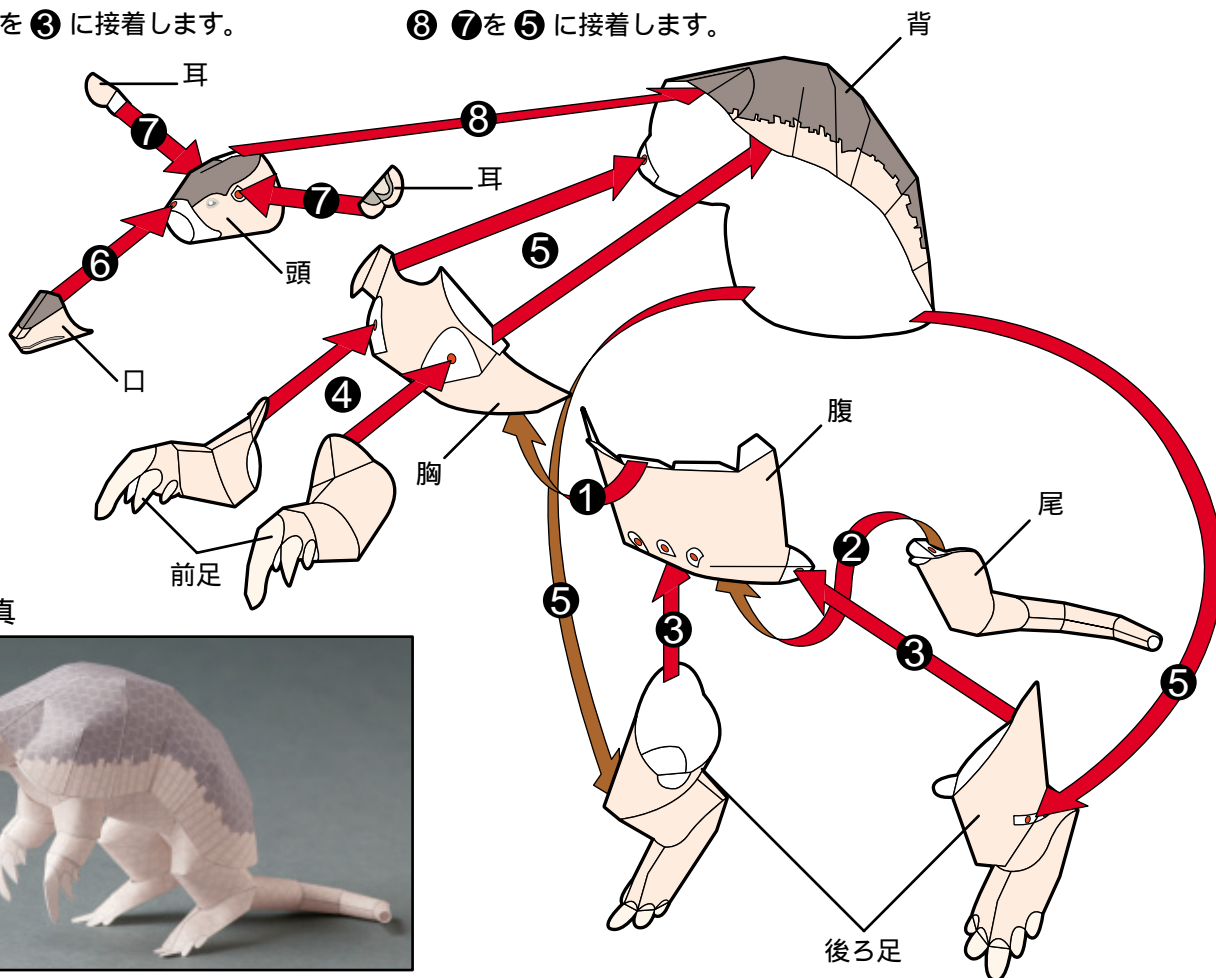 を ❸ に接着します。
❽ ❼を ❺ に接着します。
背
耳
❽
❼
耳
❼
❺
❻
頭
口
❹
腹
胸
❶
尾
❷
前足
❺
❸
❸
❺
真
後ろ足